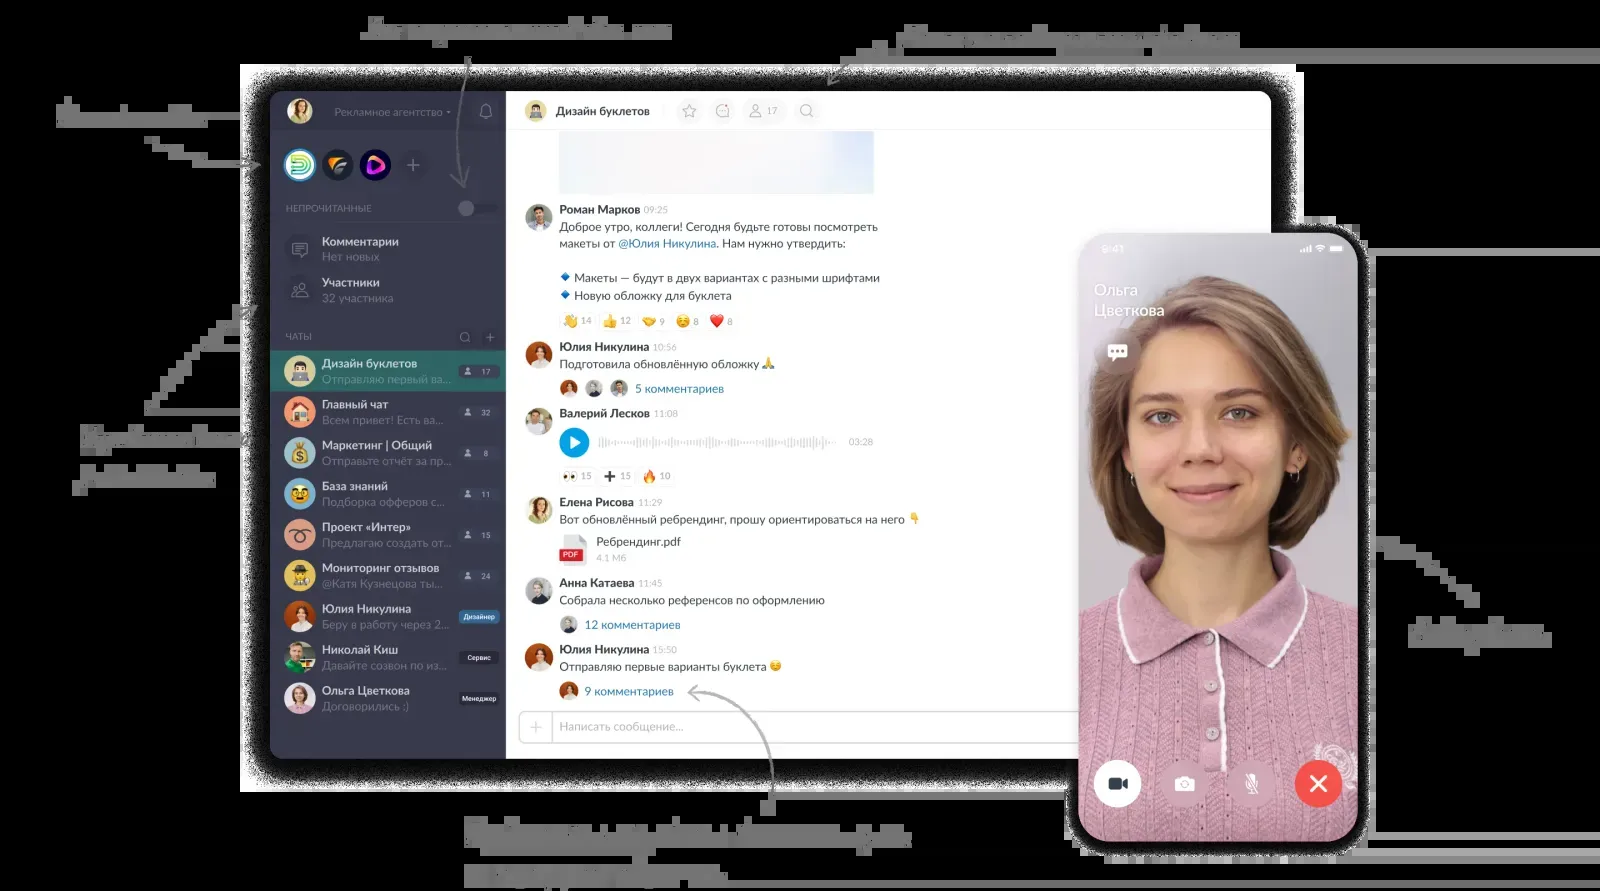 Рекламное агентство
НЕПРОЧИТАННЫЕ
Комментарии
Нет новых
Участники
32 участника
ЧАТЫ
Дизайн буклетов
Отправляю первый ва...
17
Главный чат
Всем привет! Есть ва...
32
Маркетинг | Общий
Отправьте отчёт за пр...
8
База знаний
Подборка офферов с...
11
Проект «Интер»
Предлагаю создать от...
15
Мониторинг отзывов
@Катя Кузнецова ты...
24
Юлия Никулина
Беру в работу через 2...
Дизайнер
Николай Киш
Давайте созвон по из...
Сервис
Ольга Цветкова
Договорились :)
Менеджер
Дизайн буклетов
17
Роман Марков 09:25
Доброе утро, коллеги! Сегодня будьте готовы посмотреть
макеты от @Юлия Никулина. Нам нужно утвердить:
Макеты — будут в двух вариантах с разными шрифтами
Новую обложку для буклета
14 12 9 8 8
Юлия Никулина 10:56
Подготовила обновлённую обложку
5 комментариев
Валерий Лесков 11:08
03:28
15 15 10
Елена Рисова 11:29
Вот обновлённый ребрендинг, прошу ориентироваться на него
PDF
Ребрендинг.pdf
4.1 Мб
Анна Катаева 11:45
Собрала несколько референсов по оформлению
12 комментариев
Юлия Никулина 15:50
Отправляю первые варианты буклета
9 комментариев
Написать сообщение...
9:41
Ольга
Цветкова